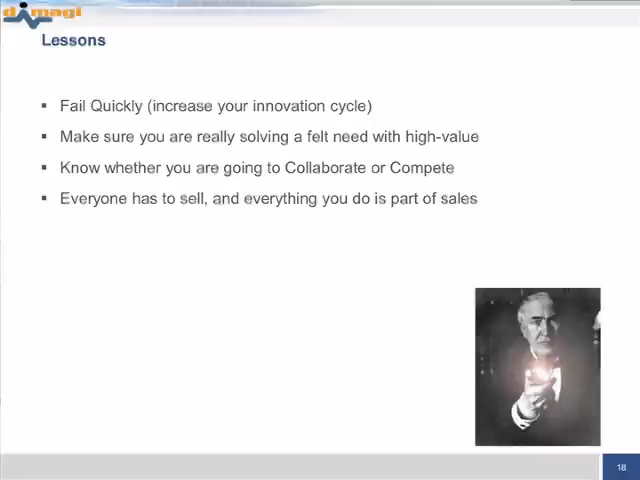 dimagi
Lessons
Fail Quickly (increase your innovation cycle)
Make sure you are really solving a felt need with high-value
Know whether you are going to Collaborate or Compete
Everyone has to sell, and everything you do is part of sales
18